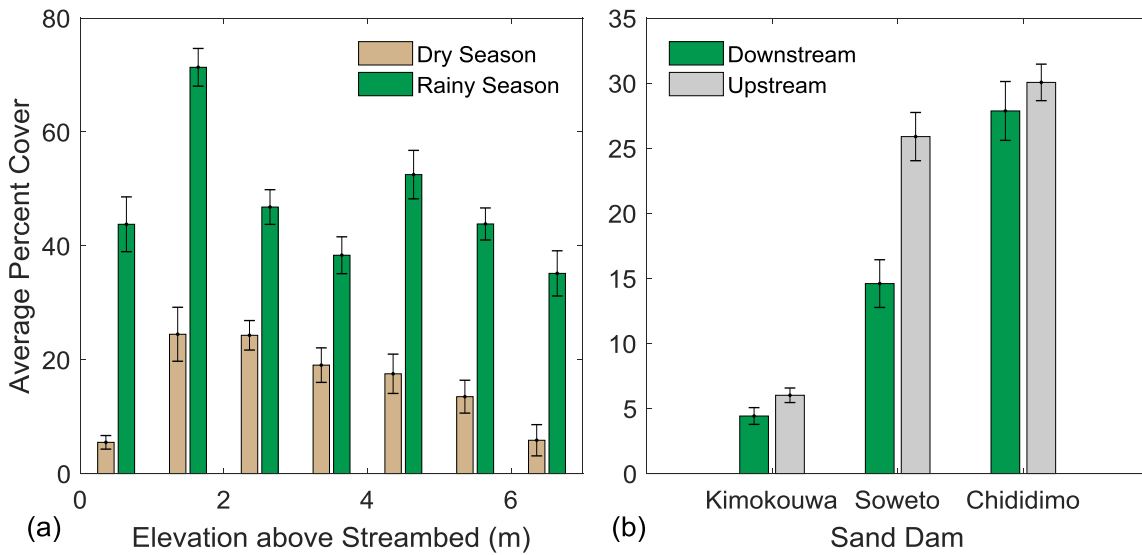 80
60
40
20
0
Average Percent Cover
Dry Season
Rainy Season
0 2 4 6
(a)
Elevation above Streambed (m)
35
30
25
20
15
10
5
0
Downstream
Upstream
Kimokouwa Soweto Chididimo
(b)
Sand Dam